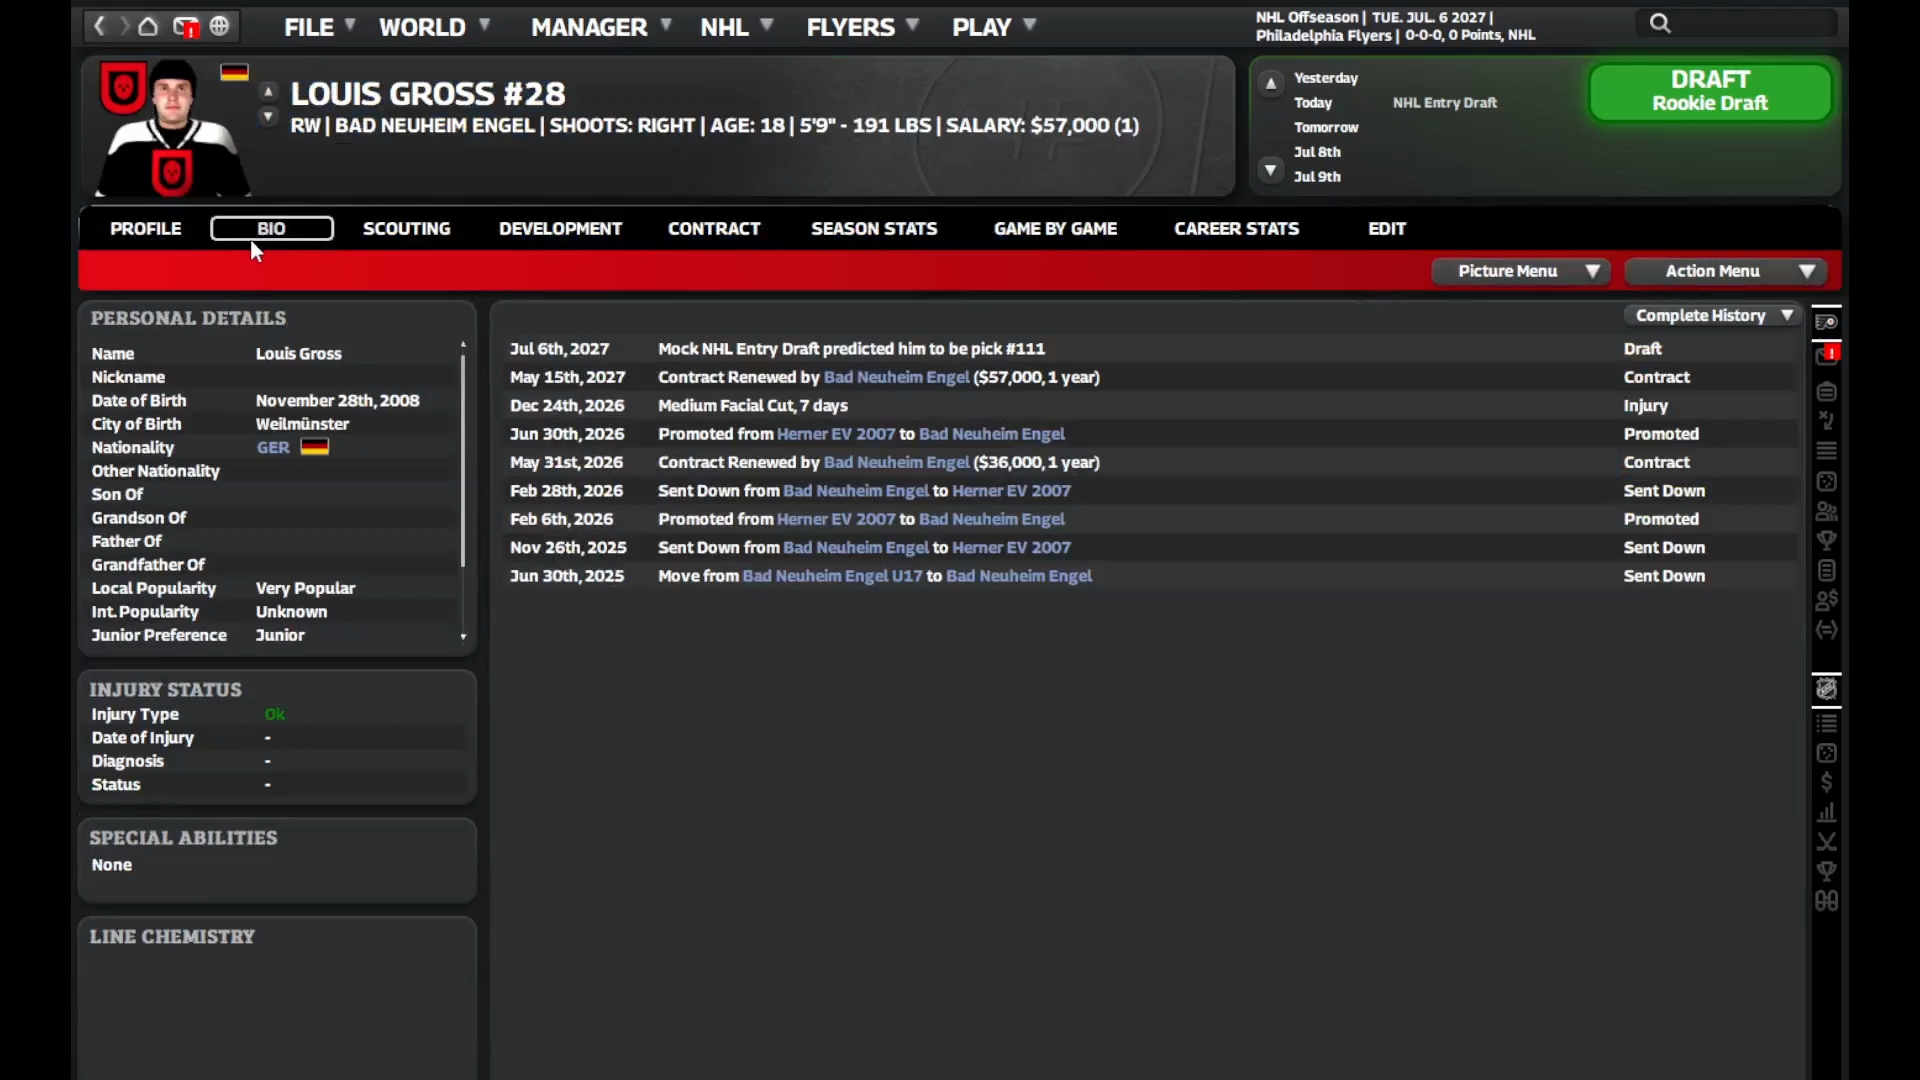 FILE WORLD MANAGER NHL FLYERS PLAY
NHL Offseason | TUE. JUL. 6 2027 |
Philadelphia Flyers | 0-0-0, 0 Points, NHL
LOUIS GROSS #28
RW | BAD NEUHEIM ENGEL | SHOOTS: RIGHT | AGE: 18 | 5'9" - 191 LBS | SALARY: $57,000 (1)
Yesterday
Today NHL Entry Draft
Tomorrow
Jul 8th
Jul 9th
DRAFT
Rookie Draft
PROFILE BIO SCOUTING DEVELOPMENT CONTRACT SEASON STATS GAME BY GAME CAREER STATS EDIT
Picture Menu Action Menu
PERSONAL DETAILS
Name Louis Gross
Nickname
Date of Birth November 28th, 2008
City of Birth Weilmünster
Nationality GER
Other Nationality
Son Of
Grandson Of
Father Of
Grandfather Of
Local Popularity Very Popular
Int. Popularity Unknown
Junior Preference Junior
INJURY STATUS
Injury Type Ok
Date of Injury -
Diagnosis -
Status -
SPECIAL ABILITIES
None
LINE CHEMISTRY
Complete History
Jul 6th, 2027 Mock NHL Entry Draft predicted him to be pick #111 Draft
May 15th, 2027 Contract Renewed by Bad Neuheim Engel ($57,000, 1 year) Contract
Dec 24th, 2026 Medium Facial Cut, 7 days Injury
Jun 30th, 2026 Promoted from Herner EV 2007 to Bad Neuheim Engel Promoted
May 31st, 2026 Contract Renewed by Bad Neuheim Engel ($36,000, 1 year) Contract
Feb 28th, 2026 Sent Down from Bad Neuheim Engel to Herner EV 2007 Sent Down
Feb 6th, 2026 Promoted from Herner EV 2007 to Bad Neuheim Engel Promoted
Nov 26th, 2025 Sent Down from Bad Neuheim Engel to Herner EV 2007 Sent Down
Jun 30th, 2025 Move from Bad Neuheim Engel U17 to Bad Neuheim Engel Sent Down